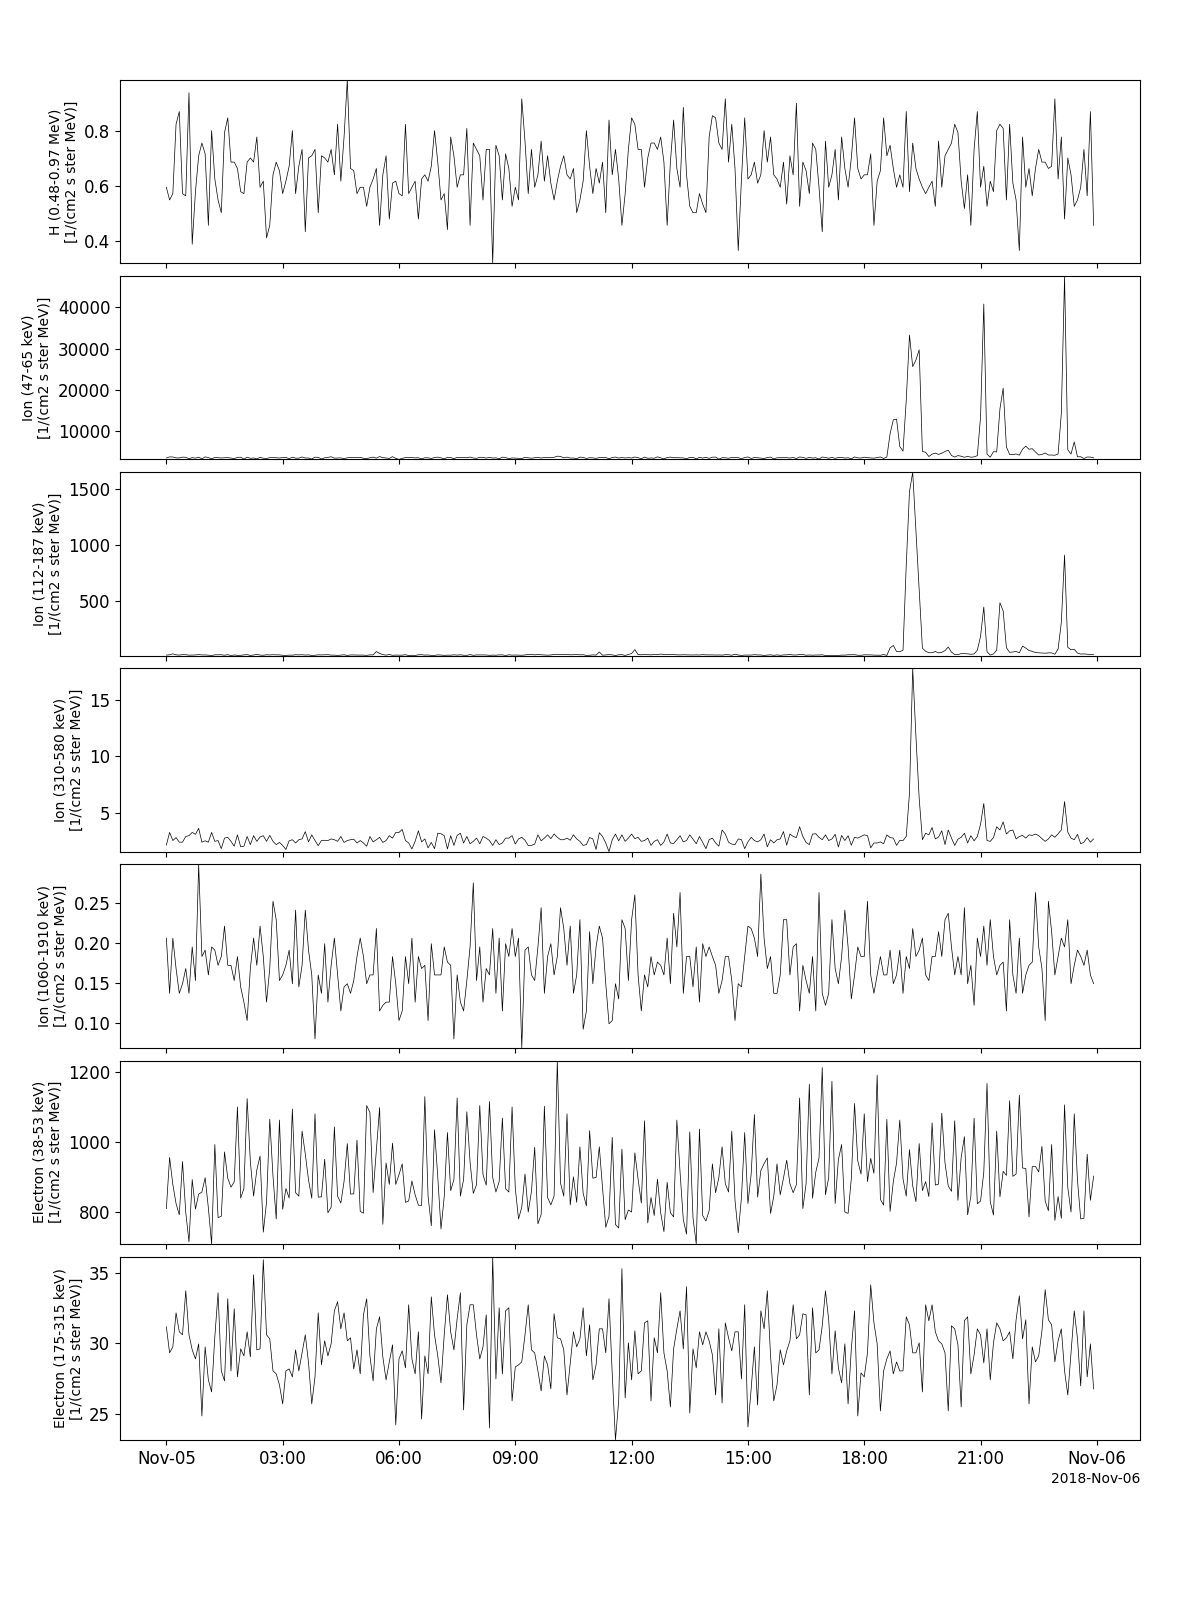 H (0.48-0.97 MeV)
[1/(cm2 s ster MeV)]
0.8
0.6
0.4
Ion (47-65 keV)
[1/(cm2 s ster MeV)]
40000
30000
20000
10000
Ion (112-187 keV)
[1/(cm2 s ster MeV)]
1500
1000
500
Ion (310-580 keV)
[1/(cm2 s ster MeV)]
15
10
5
Ion (1060-1910 keV)
[1/(cm2 s ster MeV)]
0.25
0.20
0.15
0.10
Electron (38-53 keV)
[1/(cm2 s ster MeV)]
1200
1000
800
Electron (175-315 keV)
[1/(cm2 s ster MeV)]
35
30
25
Nov-05 03:00 06:00 09:00 12:00 15:00 18:00 21:00 Nov-06
2018-Nov-06